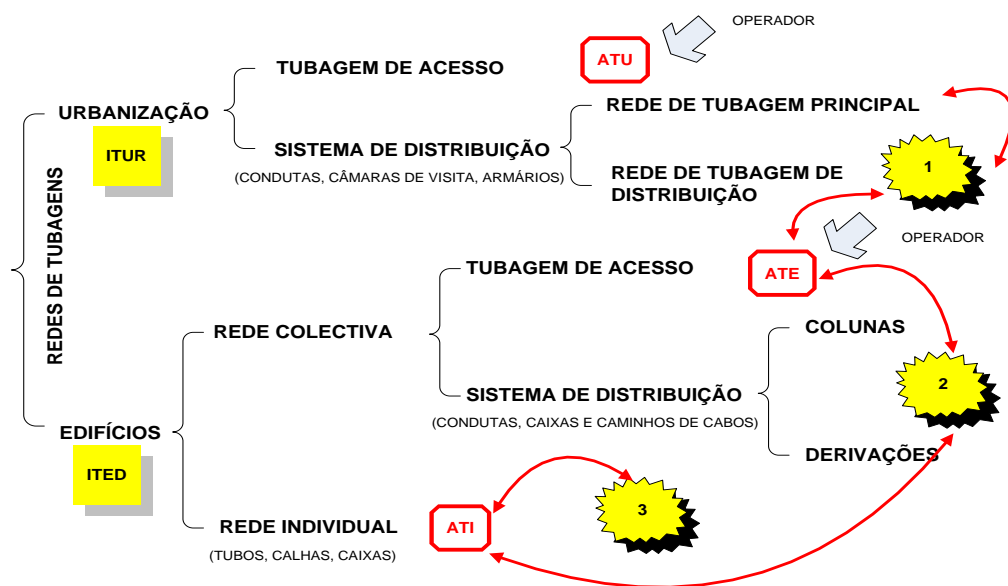 OPERADOR
ATU
TUBAGEM DE ACESSO
REDE DE TUBAGEM PRINCIPAL
URBANIZAÇÃO
ITUR
SISTEMA DE DISTRIBUIÇÃO
(CONDUTAS, CÂMARAS DE VISITA, ARMÁRIOS)
1
REDE DE TUBAGEM DE
DISTRIBUIÇÃO
REDES DE TUBAGENS
OPERADOR
TUBAGEM DE ACESSO
ATE
REDE COLECTIVA
COLUNAS
SISTEMA DE DISTRIBUIÇÃO
(CONDUTAS, CAIXAS E CAMINHOS DE CABOS)
2
EDIFÍCIOS
ITED
DERIVAÇÕES
REDE INDIVIDUAL
(TUBOS, CALHAS, CAIXAS)
ATI
3